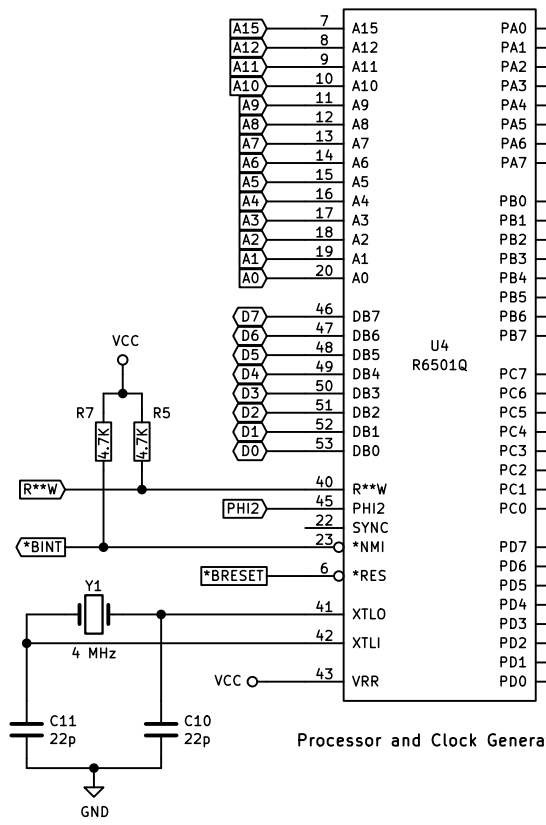 A15 7 A15 PA0
A12 8 A12 PA1
A11 9 A11 PA2
A10 10 A10 PA3
A9 11 A9 PA4
A8 12 A8 PA5
A7 13 A7 PA6
A6 14 A6 PA7
A5 15 A5
A4 16 A4 PB0
A3 17 A3 PB1
A2 18 A2 PB2
A1 19 A1 PB3
A0 20 A0 PB4
PB5
D7 46 DB7 PB6
D6 47 DB6 PB7
VCC
D5 48 DB5
U4
R6501Q
D4 49 DB4 PC7
D3 50 DB3 PC6
R7 R5
D2 51 DB2 PC5
D1 52 DB1 PC4
4.7K 4.7K
D0 53 DB0 PC3
PC2
R**W 40 R**W PC1
PHI2 45 PHI2 PC0
22 SYNC
*BINT 23 *NMI PD7
PD6
*BRESET 6 *RES PD5
Y1
PD4
41 XTLO PD3
42 XTLI PD2
4 MHz
PD1
VCC 43 VRR PD0
C11 C10
22p 22p
Processor and Clock Genera
GND